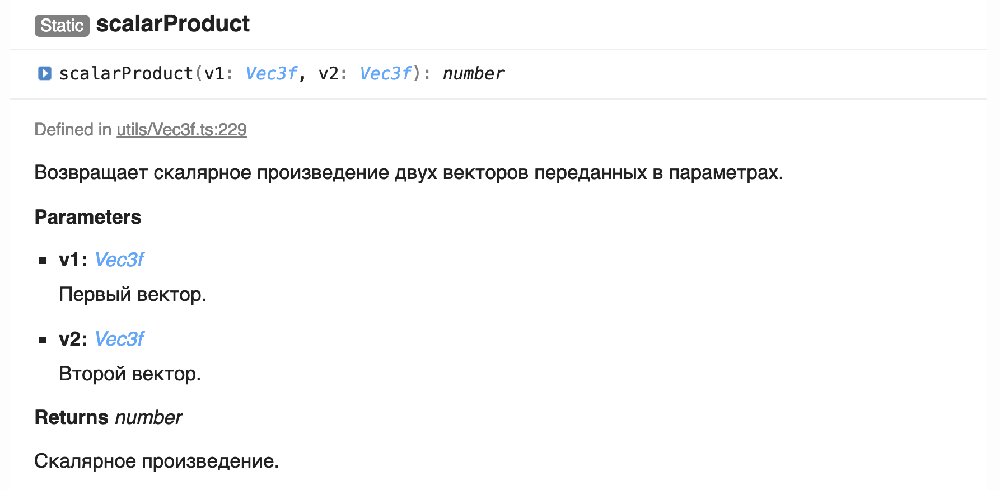 Static scalarProduct
scalarProduct(v1: Vec3f, v2: Vec3f): number
Defined in utils/Vec3f.ts:229
Возвращает скалярное произведение двух векторов переданных в параметрах.
Parameters
v1: Vec3f
Первый вектор.
v2: Vec3f
Второй вектор.
Returns number
Скалярное произведение.